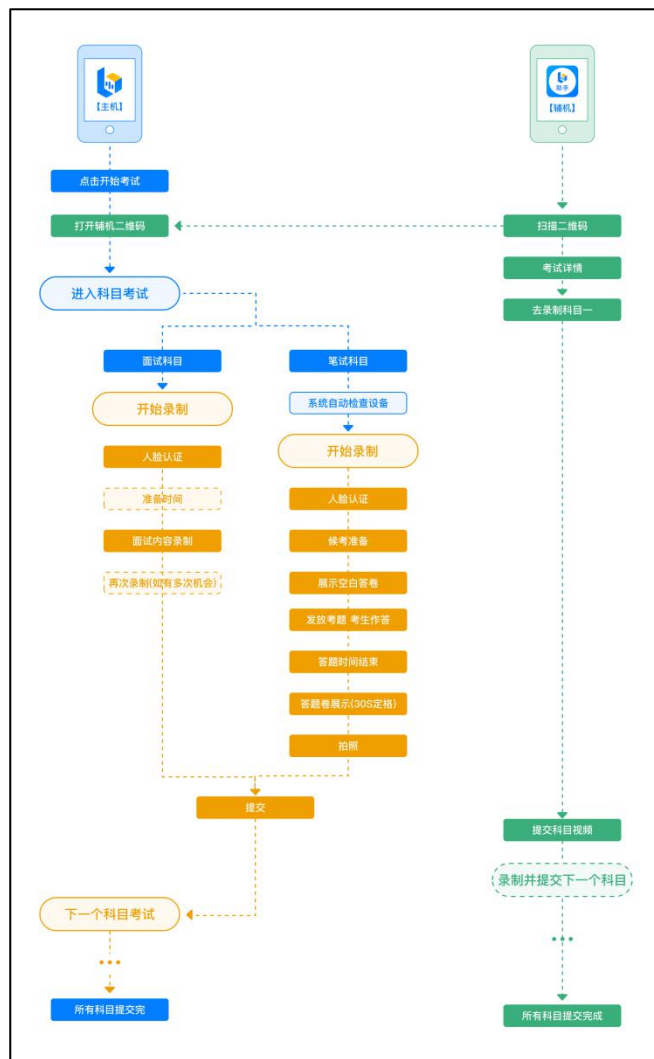 【主机】
助手
【辅机】
点击开始考试
打开辅机二维码
扫描二维码
考试详情
进入科目考试
去录制科目一
面试科目
笔试科目
开始录制
系统自动检查设备
开始录制
人脸认证
准备时间
人脸认证
面试内容录制
候考准备
再次录制(如有多次机会)
展示空白答卷
发放考题 考生作答
答题时间结束
答题卷展示(30S定格)
拍照
提交
提交科目视频
录制并提交下一个科目
下一个科目考试
所有科目提交完
所有科目提交完成